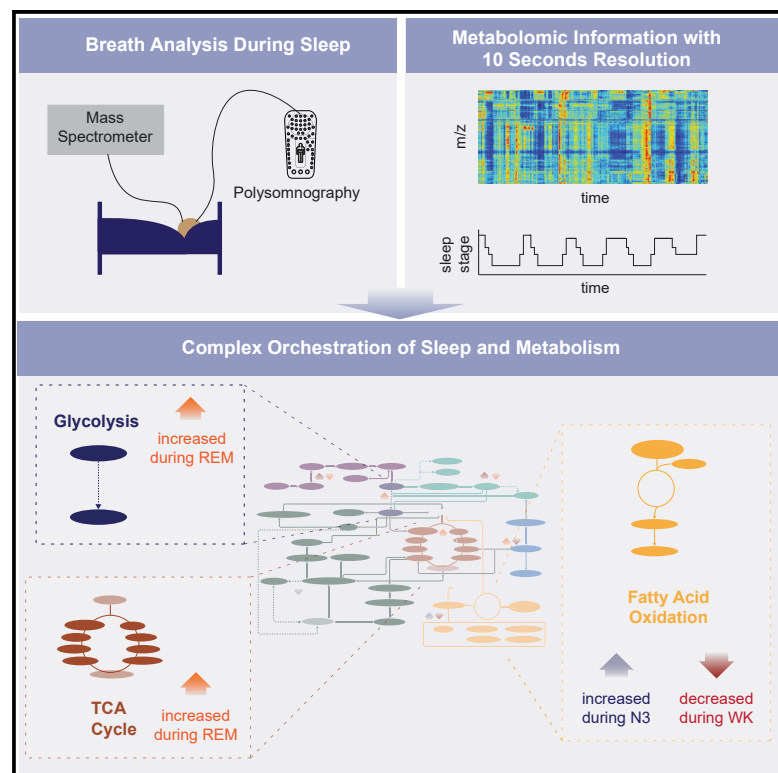 Breath Analysis During Sleep
Mass
Spectrometer
Polysomnography
Metabolomic Information with
10 Seconds Resolution
m/z
time
sleep
stage
time
Complex Orchestration of Sleep and Metabolism
Glycolysis
increased
during REM
TCA
Cycle
increased
during REM
Fatty Acid
Oxidation
increased
during N3
decreased
during WK